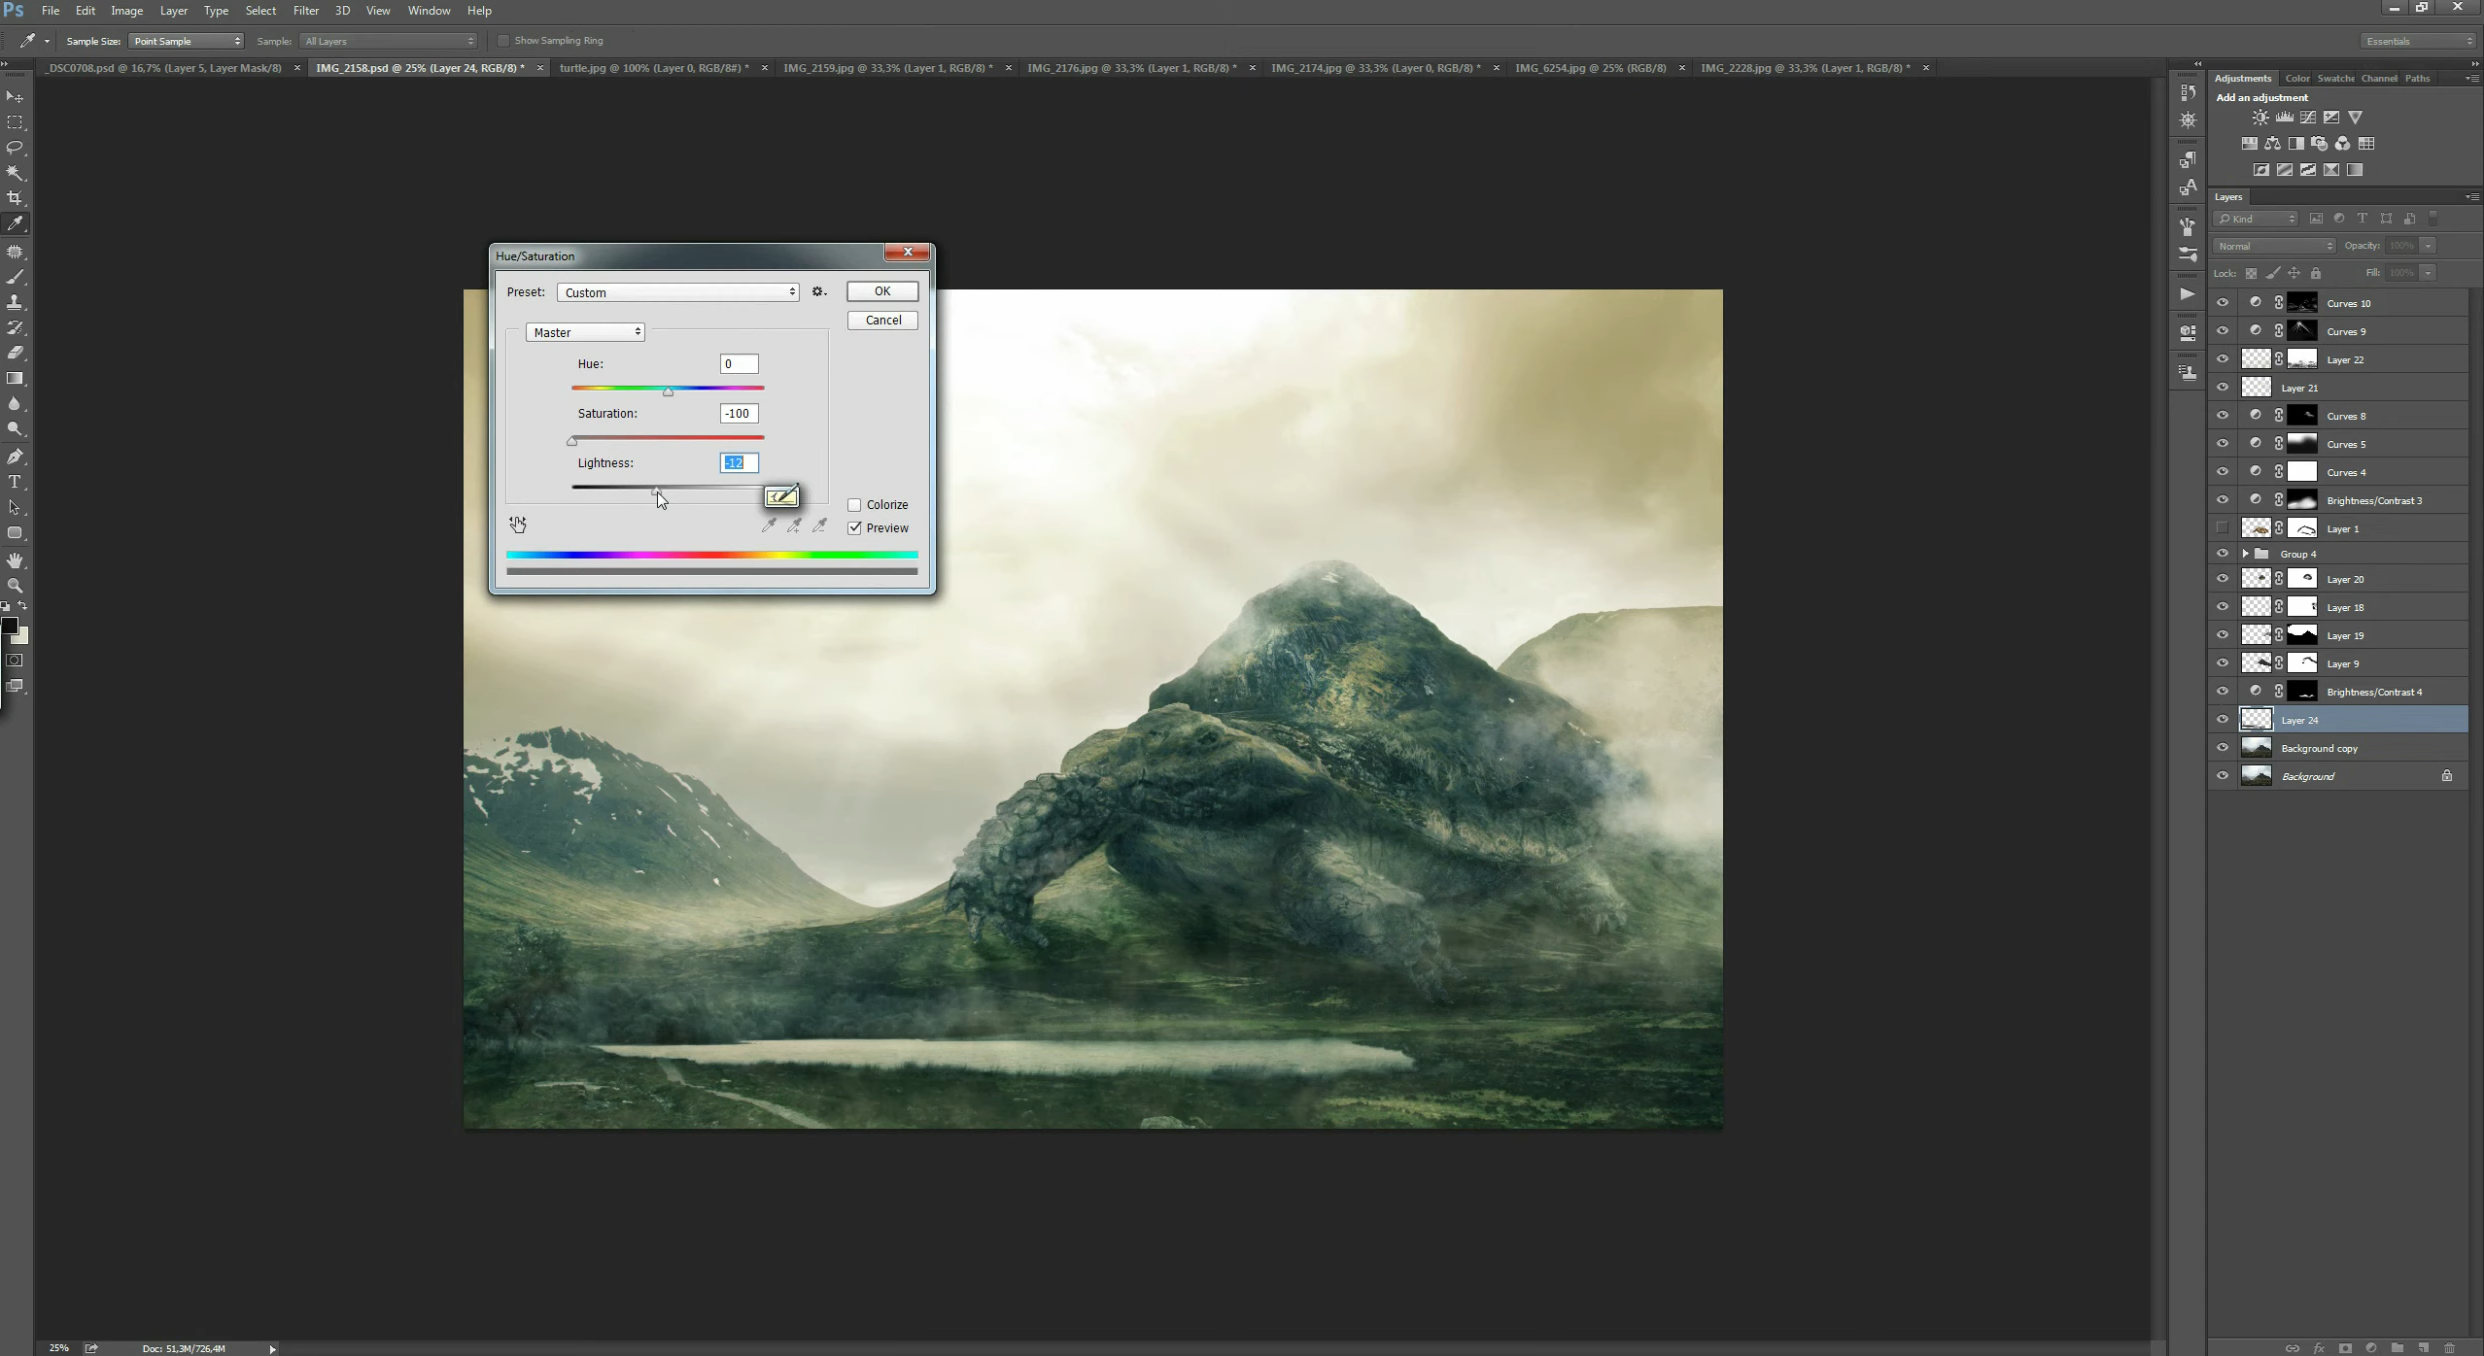 Ps File Edit Image Layer Type Select Filter 3D View Window Help
Sample Size: Point Sample Sample: All Layers Show Sampling Ring Essentials
_DSC0708.psd @ 16,7% (Layer 5, Layer Mask/8) IMG_2158.psd @ 25% (Layer 24, RGB/8) * turtle.jpg @ 100% (Layer 0, RGB/8#) * IMG_2159.jpg @ 33,3% (Layer 1, RGB/8) * IMG_2176.jpg @ 33,3% (Layer 1, RGB/8) * IMG_2174.jpg @ 33,3% (Layer 0, RGB/8) * IMG_6254.jpg @ 25% (RGB/8) IMG_2228.jpg @ 33,3% (Layer 1, RGB/8) *
Hue/Saturation
Preset: Custom OK
Cancel
Master
Hue: 0
Saturation: -100
Lightness: -12
Colorize
Preview
Adjustments Color Swatche Channel Paths
Add an adjustment
Layers
Kind
Normal Opacity: 100%
Lock: Fill: 100%
Curves 10
Curves 9
Layer 22
Layer 21
Curves 8
Curves 5
Curves 4
Brightness/Contrast 3
Layer 1
Group 4
Layer 20
Layer 18
Layer 19
Layer 9
Brightness/Contrast 4
Layer 24
Background copy
Background
25% Doc: 51,3M/726,4M
fx